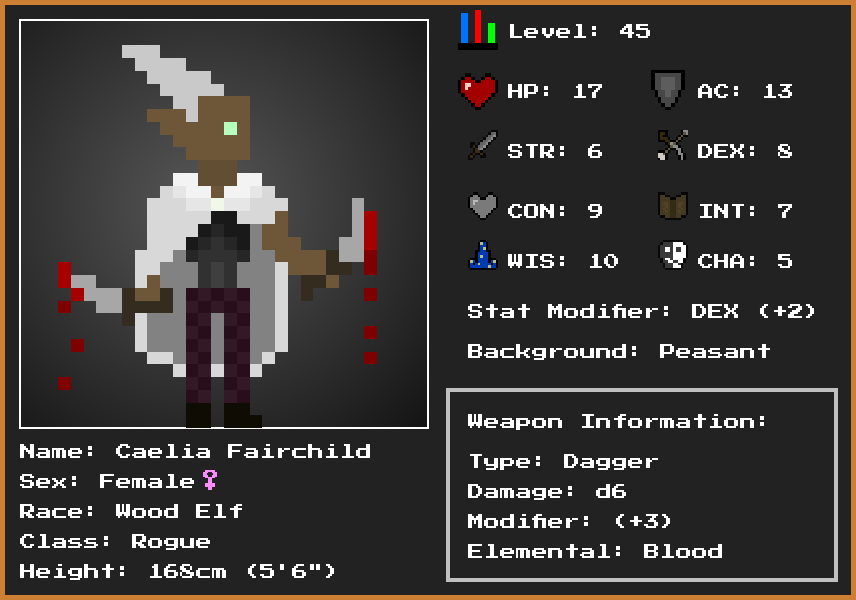 Level: 45
HP: 17
AC: 13
STR: 6
DEX: 8
CON: 9
INT: 7
WIS: 10
CHA: 5
Stat Modifier: DEX (+2)
Background: Peasant
Weapon Information:
Type: Dagger
Damage: d6
Modifier: (+3)
Elemental: Blood
Name: Caelia Fairchild
Sex: Female♀
Race: Wood Elf
Class: Rogue
Height: 168cm (5'6")